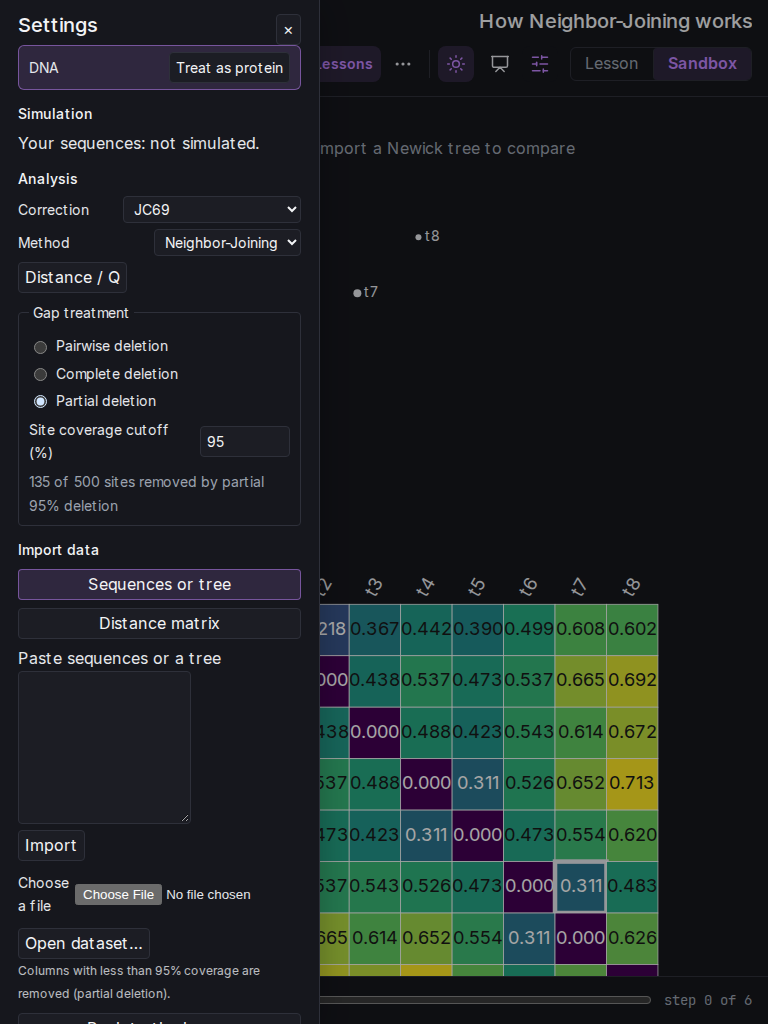 Settings
×
How Neighbor-Joining works
DNA
Treat as protein
essons
Lesson
Sandbox
Simulation
Your sequences: not simulated.
mport a Newick tree to compare
Analysis
Correction
JC69
Method
Neighbor-Joining
Distance / Q
t8
t7
Gap treatment
Pairwise deletion
Complete deletion
Partial deletion
Site coverage cutoff
(%)
95
135 of 500 sites removed by partial
95% deletion
Import data
Sequences or tree
Distance matrix
Paste sequences or a tree
Import
Choose
a file
Choose File
No file chosen
Open dataset...
Columns with less than 95% coverage are
removed (partial deletion).
t2 t3 t4 t5 t6 t7 t8
218 0.367 0.442 0.390 0.499 0.608 0.602
000 0.438 0.537 0.473 0.537 0.665 0.692
438 0.000 0.488 0.423 0.543 0.614 0.672
537 0.488 0.000 0.311 0.526 0.652 0.713
473 0.423 0.311 0.000 0.473 0.554 0.620
537 0.543 0.526 0.473 0.000 0.311 0.483
665 0.614 0.652 0.554 0.311 0.000 0.626
step 0 of 6